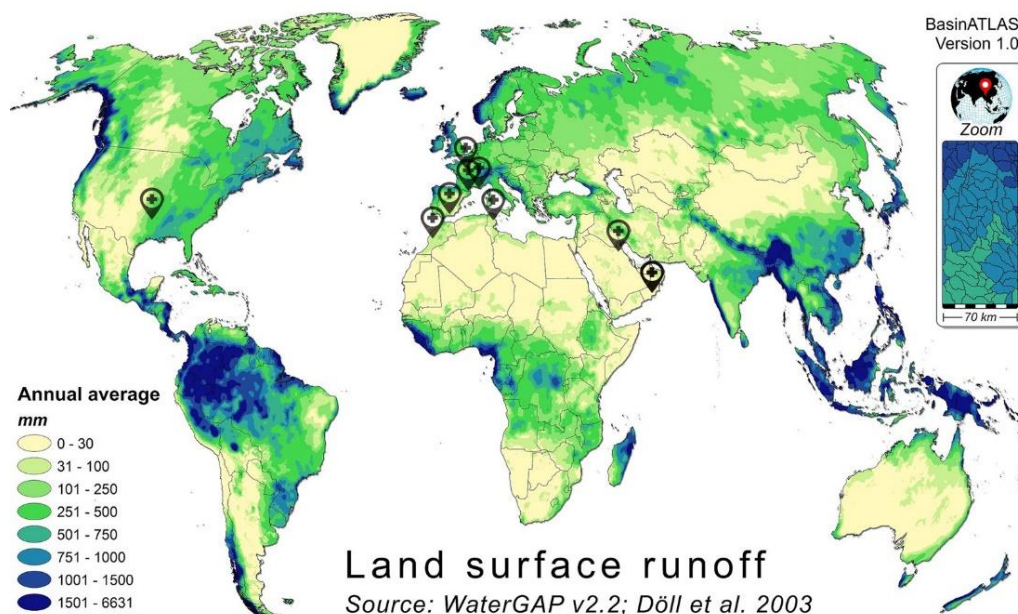 BasinATLAS
Version 1.0
Zoom
70 km
Annual average
mm
0 - 30
31 - 100
101 - 250
251 - 500
501 - 750
751 - 1000
1001 - 1500
1501 - 6631
Land surface runoff
Source: WaterGAP v2.2; Döll et al. 2003